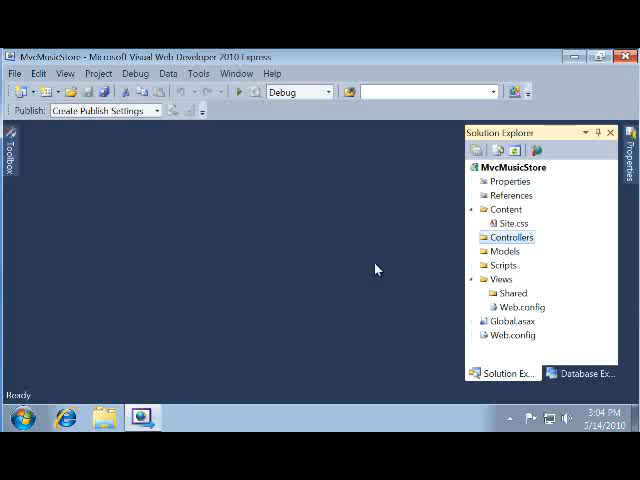 MvcMusicStore - Microsoft Visual Web Developer 2010 Express
File Edit View Project Debug Data Tools Window Help
Debug
Publish: Create Publish Settings
Toolbox
Solution Explorer
Properties
MvcMusicStore
Properties
References
Content
Site.css
Controllers
Models
Scripts
Views
Shared
Web.config
Global.asax
Web.config
Solution Ex... Database Ex...
Ready
3:04 PM
5/14/2010